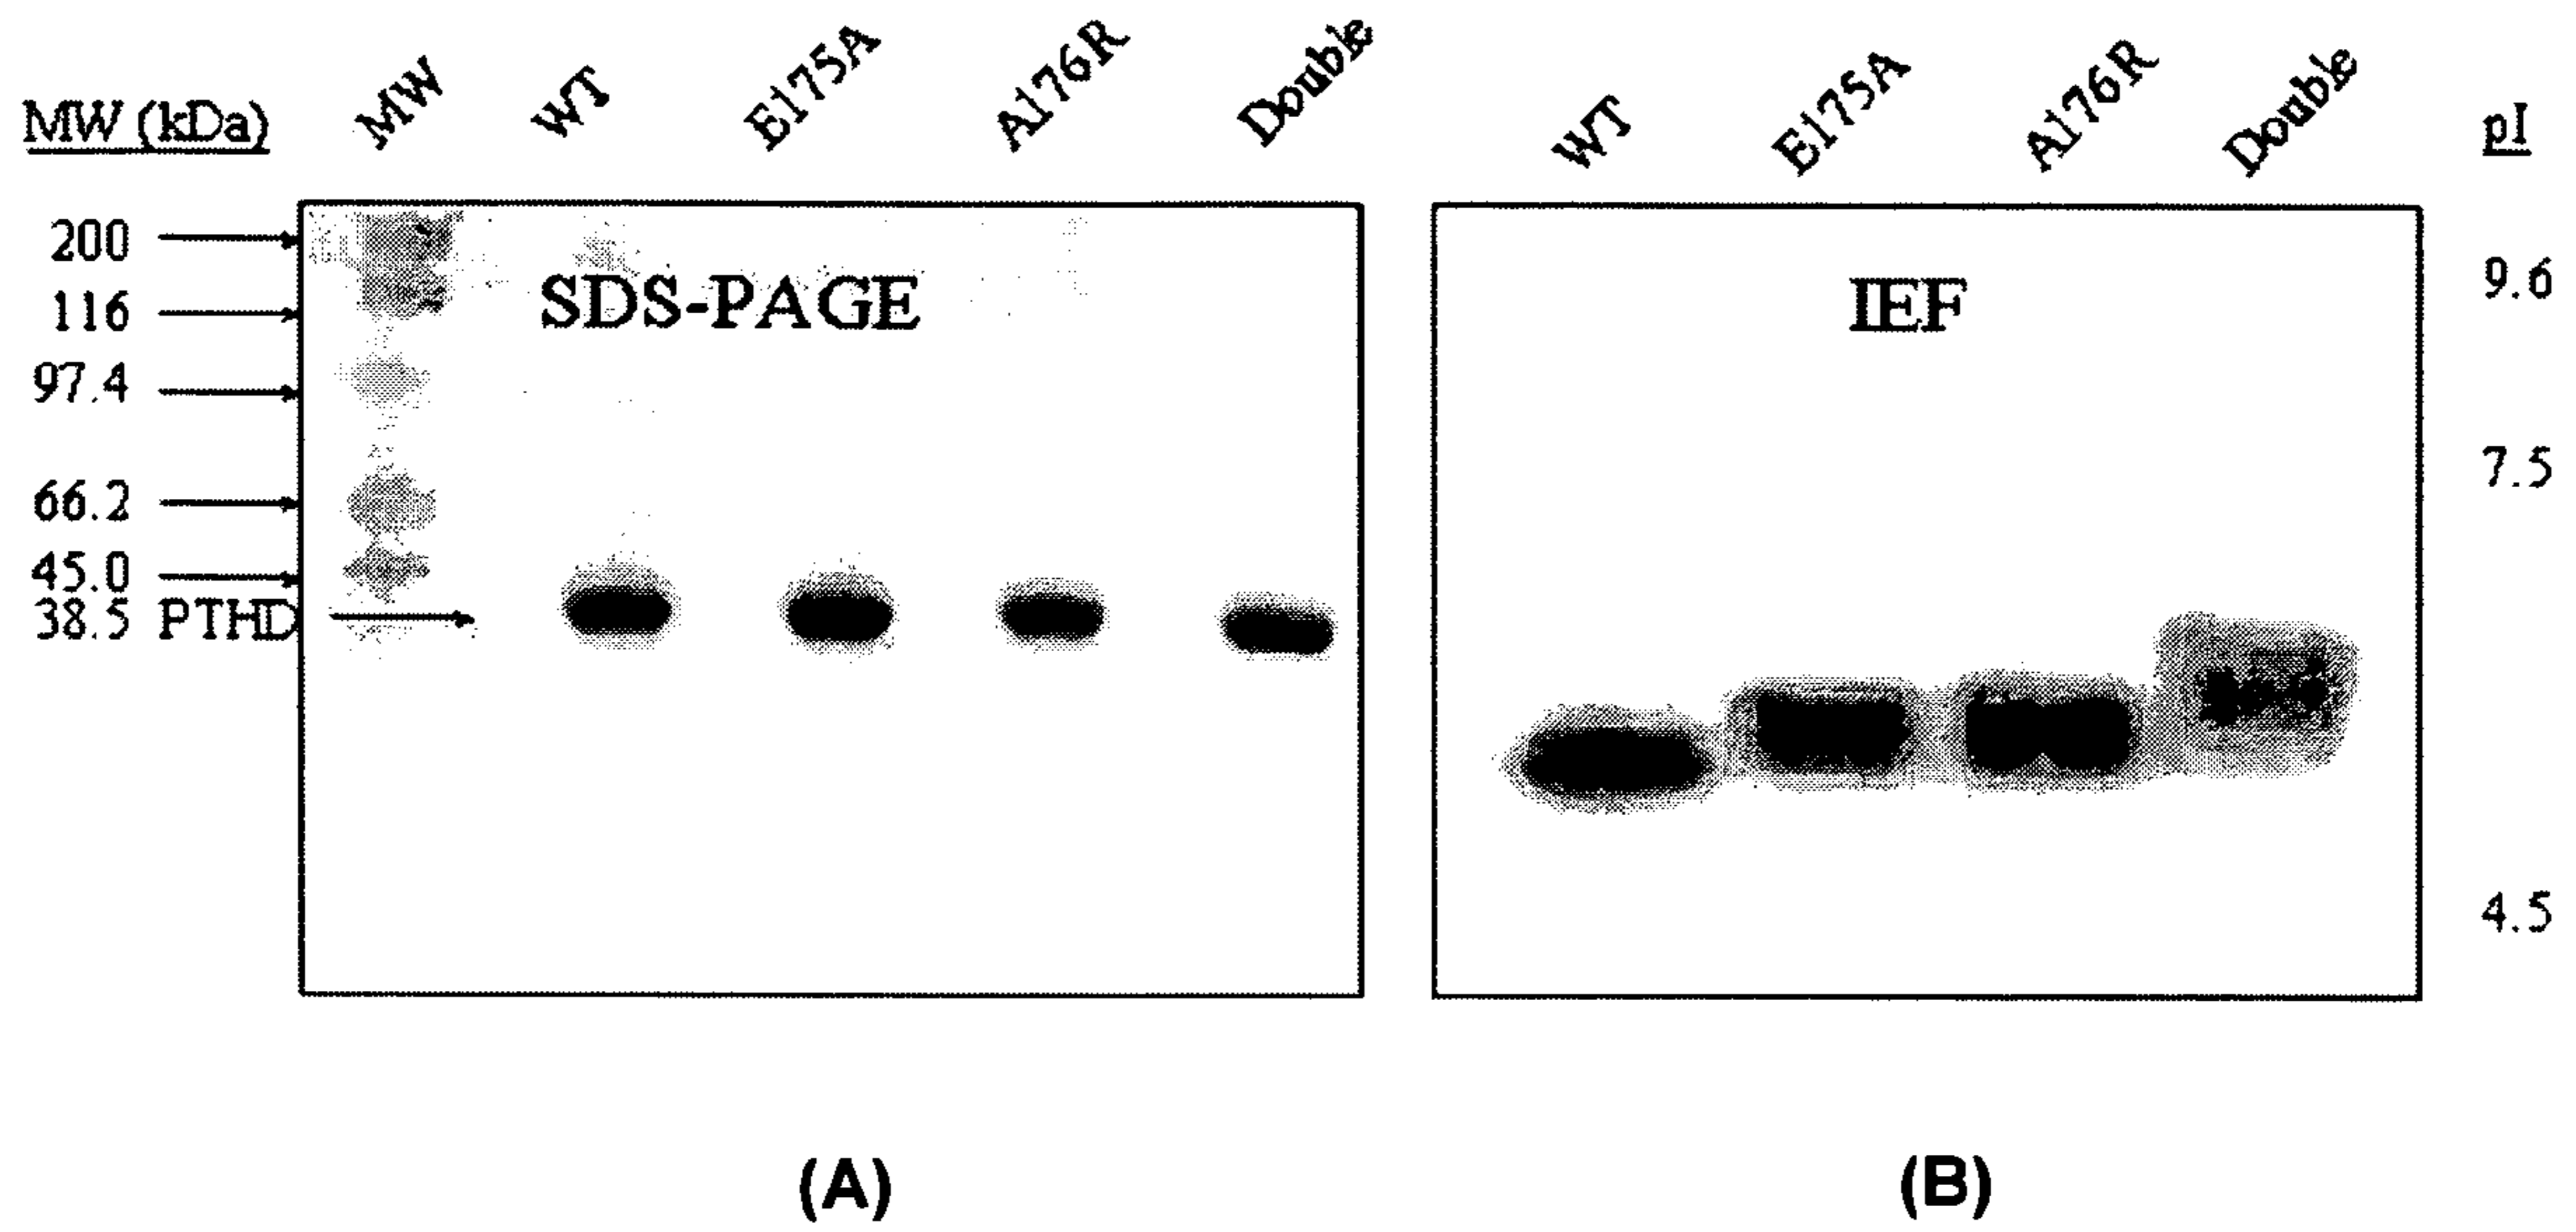 MW (kDa) MW WT E175A A176R Double
200
116
97.4
66.2
45.0
38.5 PTHD
SDS-PAGE
WT E175A A176R Double pI
IEF
9.6
7.5
4.5
(A)
(B)